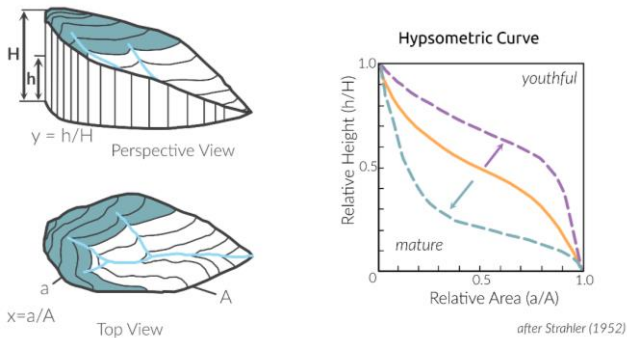 H
h
y = h/H
Perspective View
a
A
x=a/A
Top View
Hypsometric Curve
youthful
mature
Relative Height (h/H)
1.0
0.5
0
0.5
1.0
Relative Area (a/A)
after Strahler (1952)